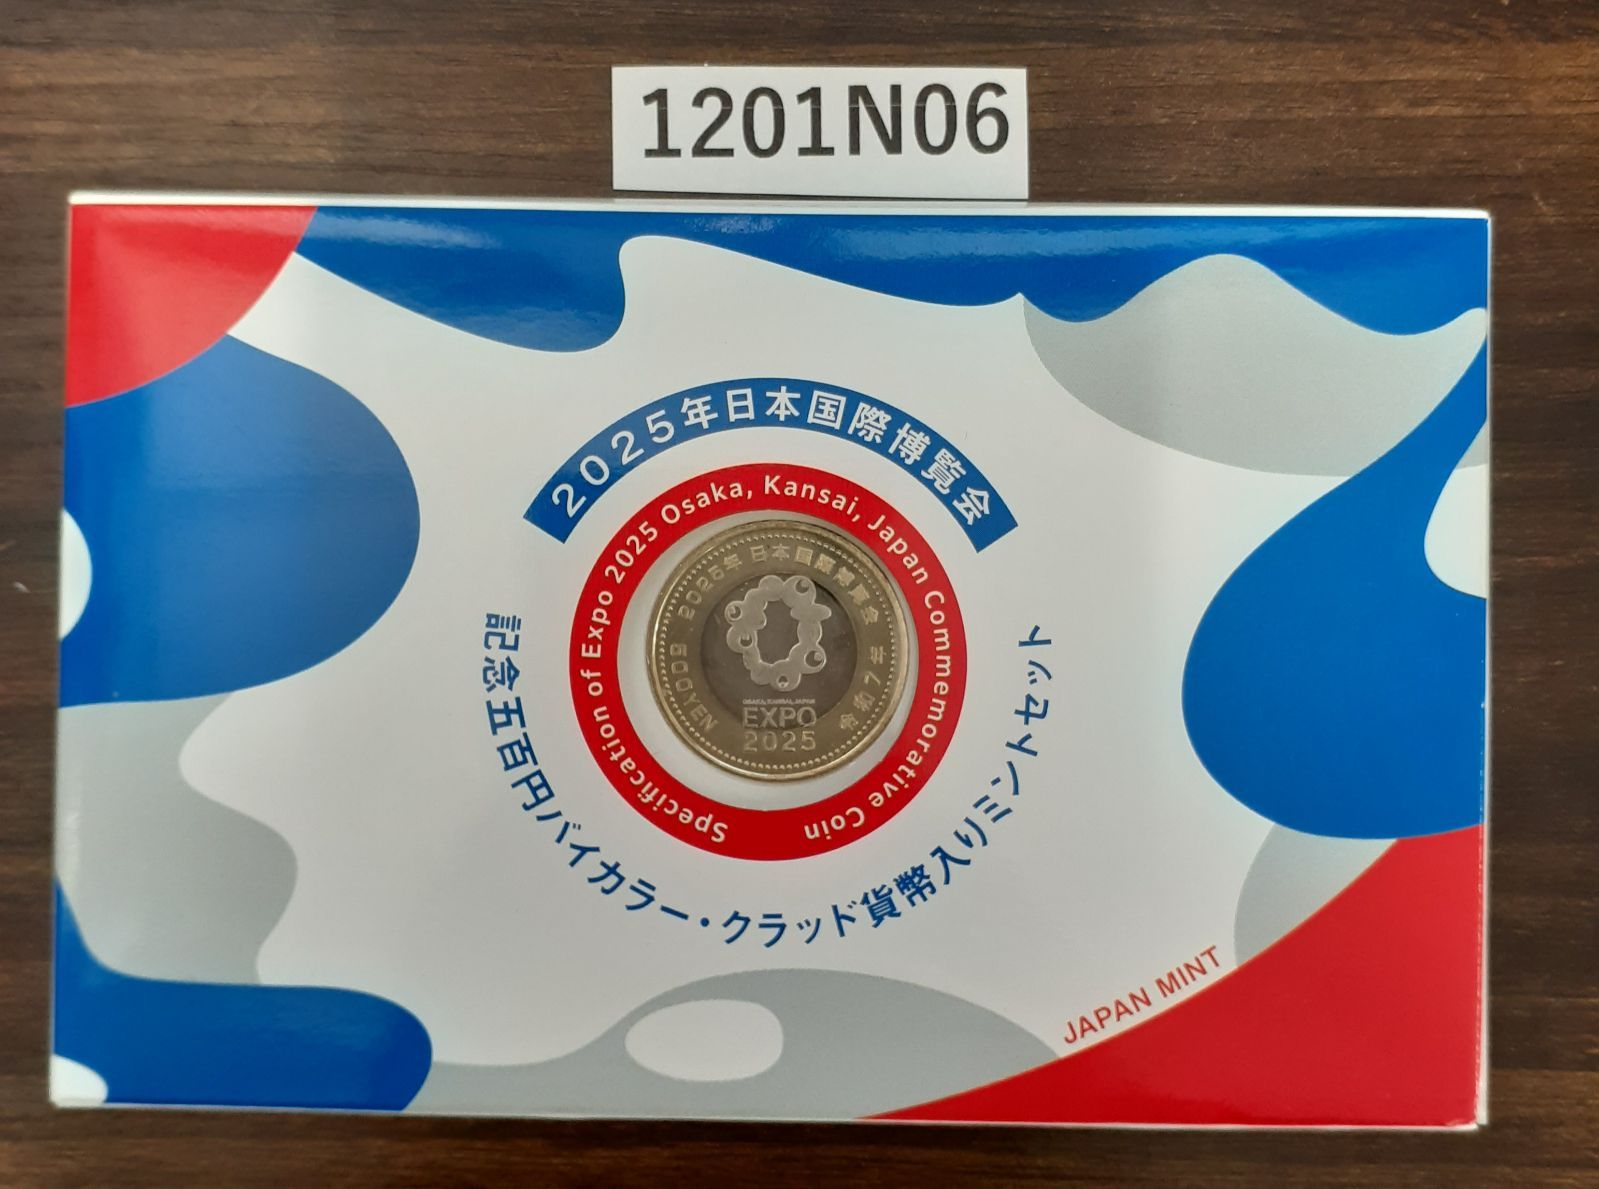 1201N06
2025年日本国際博覧会
Specification of Expo 2025 Osaka, Kansai, Japan Commemorative Coin
2025年 日本国際博覧会
500YEN
令和7年
OSAKA, KANSAI, JAPAN
EXPO
2025
記念五百円バイカラー・クラッド貨幣入りミントセット
JAPAN MINT